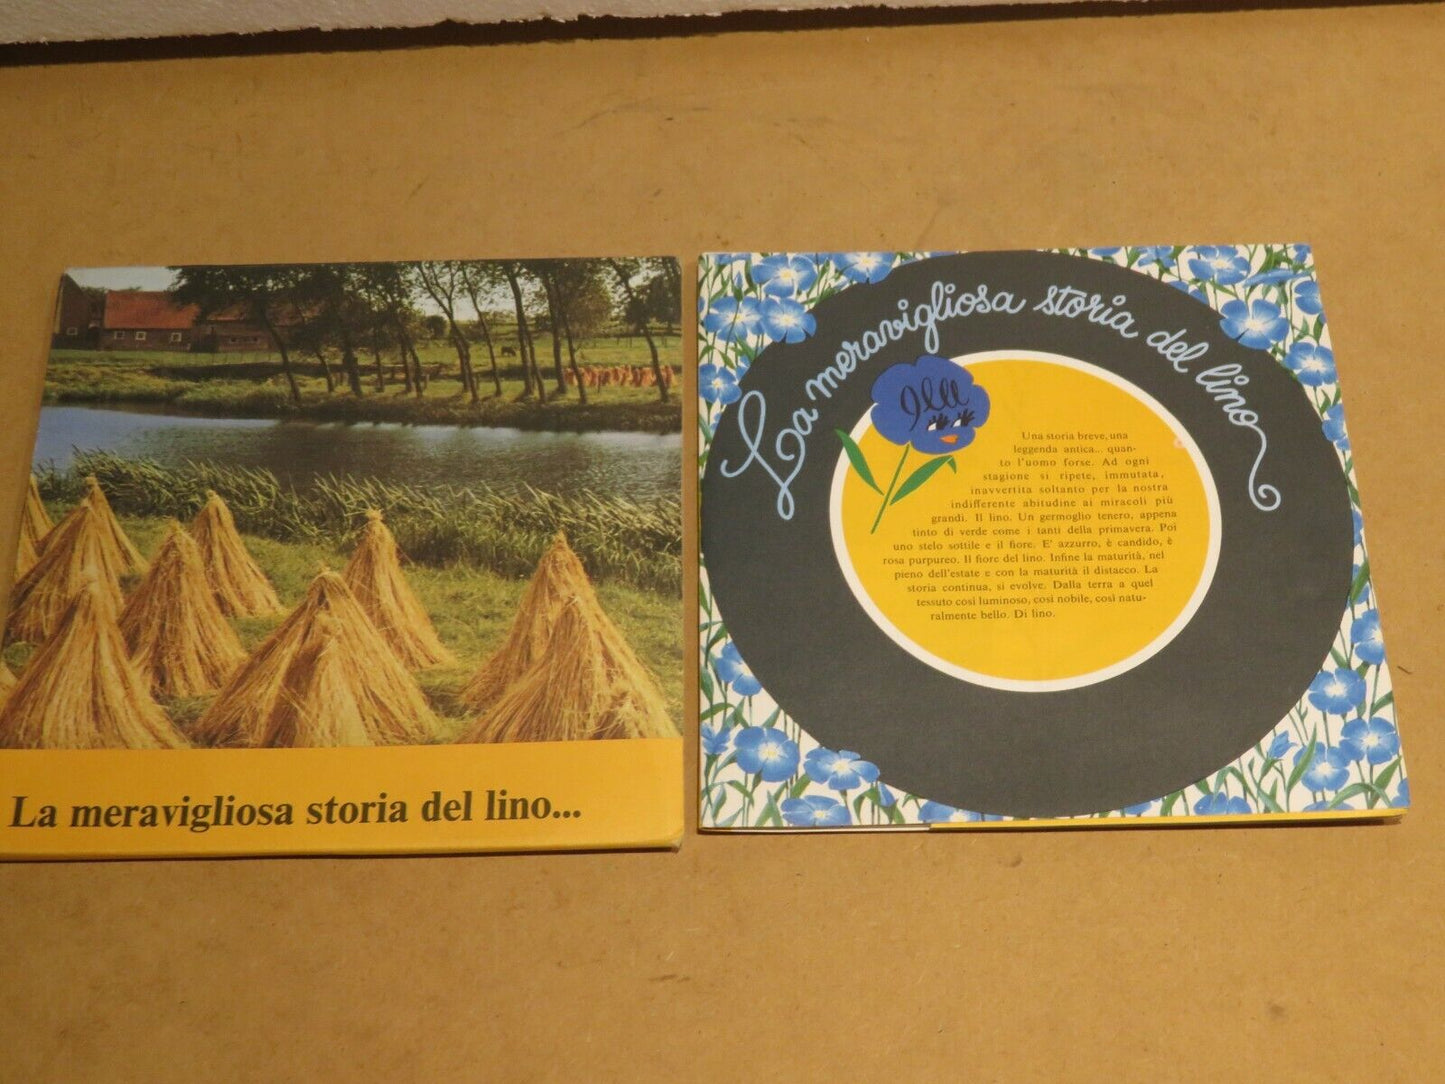 La meravigliosa storia del lino...
La meravigliosa storia del lino
Una storia breve, una
leggenda antica... quan-
to l'uomo forse. Ad ogni
stagione si ripete, immutata,
inavvertita soltanto per la nostra
indifferente abitudine ai miracoli più
grandi. Il lino. Un germoglio tenero, appena
tinto di verde come i tanti della primavera. Poi
uno stelo sottile e il fiore. E' azzurro, è candido, è
rosa purpureo. Il fiore del lino. Infine la maturità, nel
pieno dell'estate e con la maturità il distacco. La
storia continua, si evolve. Dalla terra a quel
tessuto così luminoso, così nobile, così natu-
ralmente bello. Di lino.